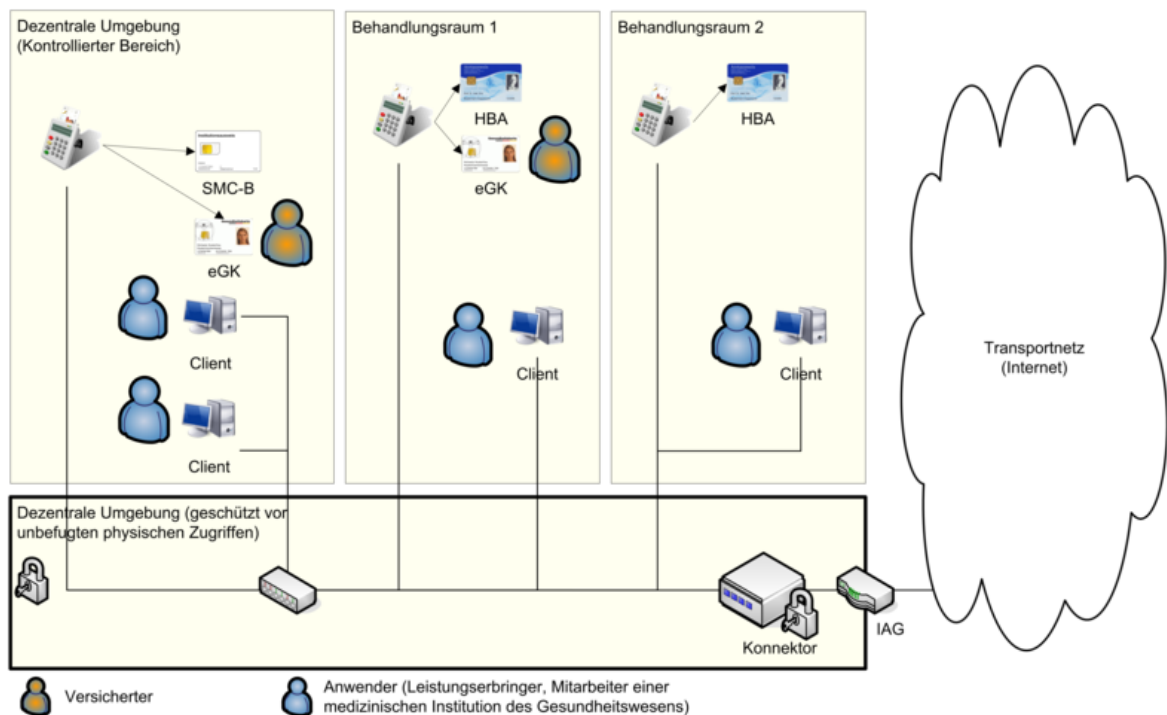 Dezentrale Umgebung
(Kontrollierter Bereich)
SMC-B
eGK
Client
Client
Behandlungsraum 1
HBA
eGK
Client
Behandlungsraum 2
HBA
Client
Transportnetz
(Internet)
Dezentrale Umgebung (geschützt vor
unbefugten physischen Zugriffen)
Konnektor
IAG
Versicherter
Anwender (Leistungserbringer, Mitarbeiter einer
medizinischen Institution des Gesundheitswesens)